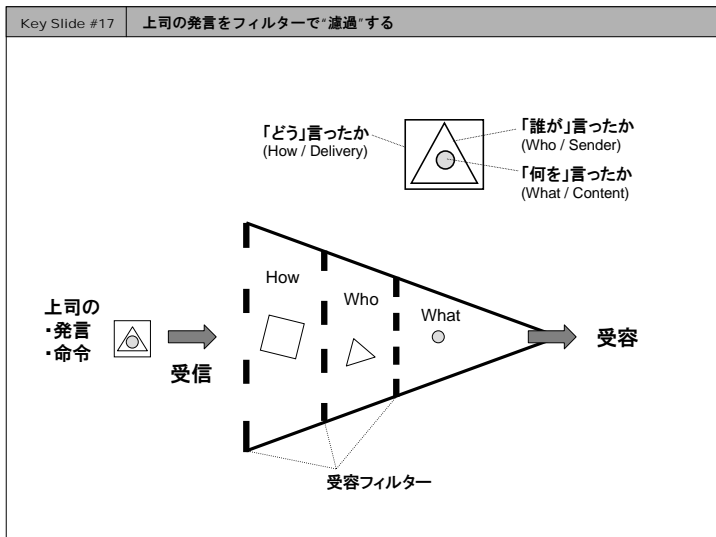 Key Slide #17 上司の発言をフィルターで“濾過”する
「どう」言ったか
(How / Delivery)
「誰が」言ったか
(Who / Sender)
「何を」言ったか
(What / Content)
How
Who
What
上司の
・発言
・命令
受信
受容
受容フィルター